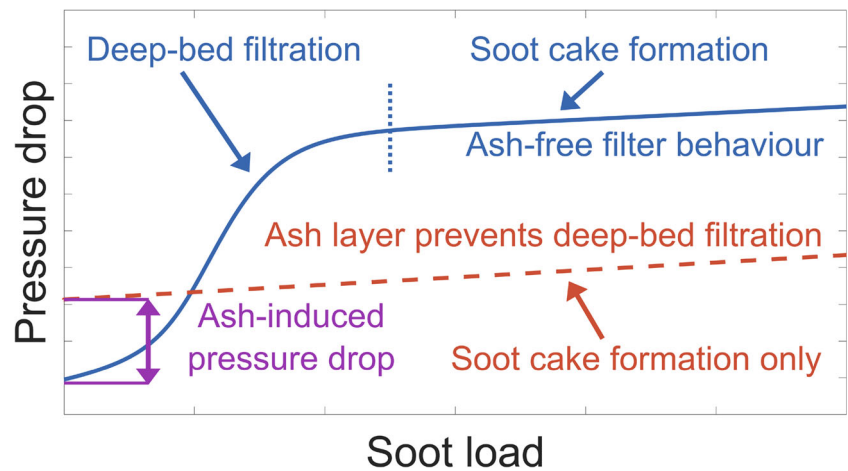 Deep-bed filtration
Soot cake formation
Ash-free filter behaviour
Ash layer prevents deep-bed filtration
Ash-induced
pressure drop
Soot cake formation only
Pressure drop
Soot load